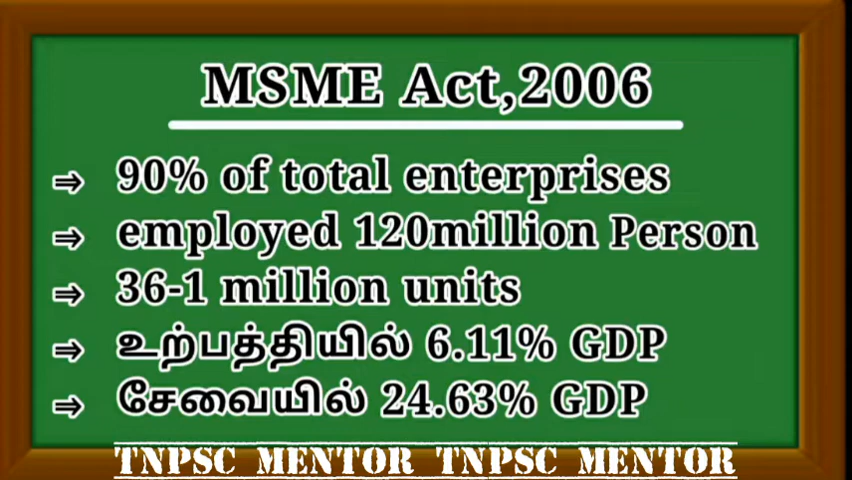 MSME Act,2006
⇒ 90% of total enterprises
⇒ employed 120million Person
⇒ 36-1 million units
⇒ உற்பத்தியில் 6.11% GDP
⇒ சேவையில் 24.63% GDP
TNPSC MENTOR TNPSC MENTOR